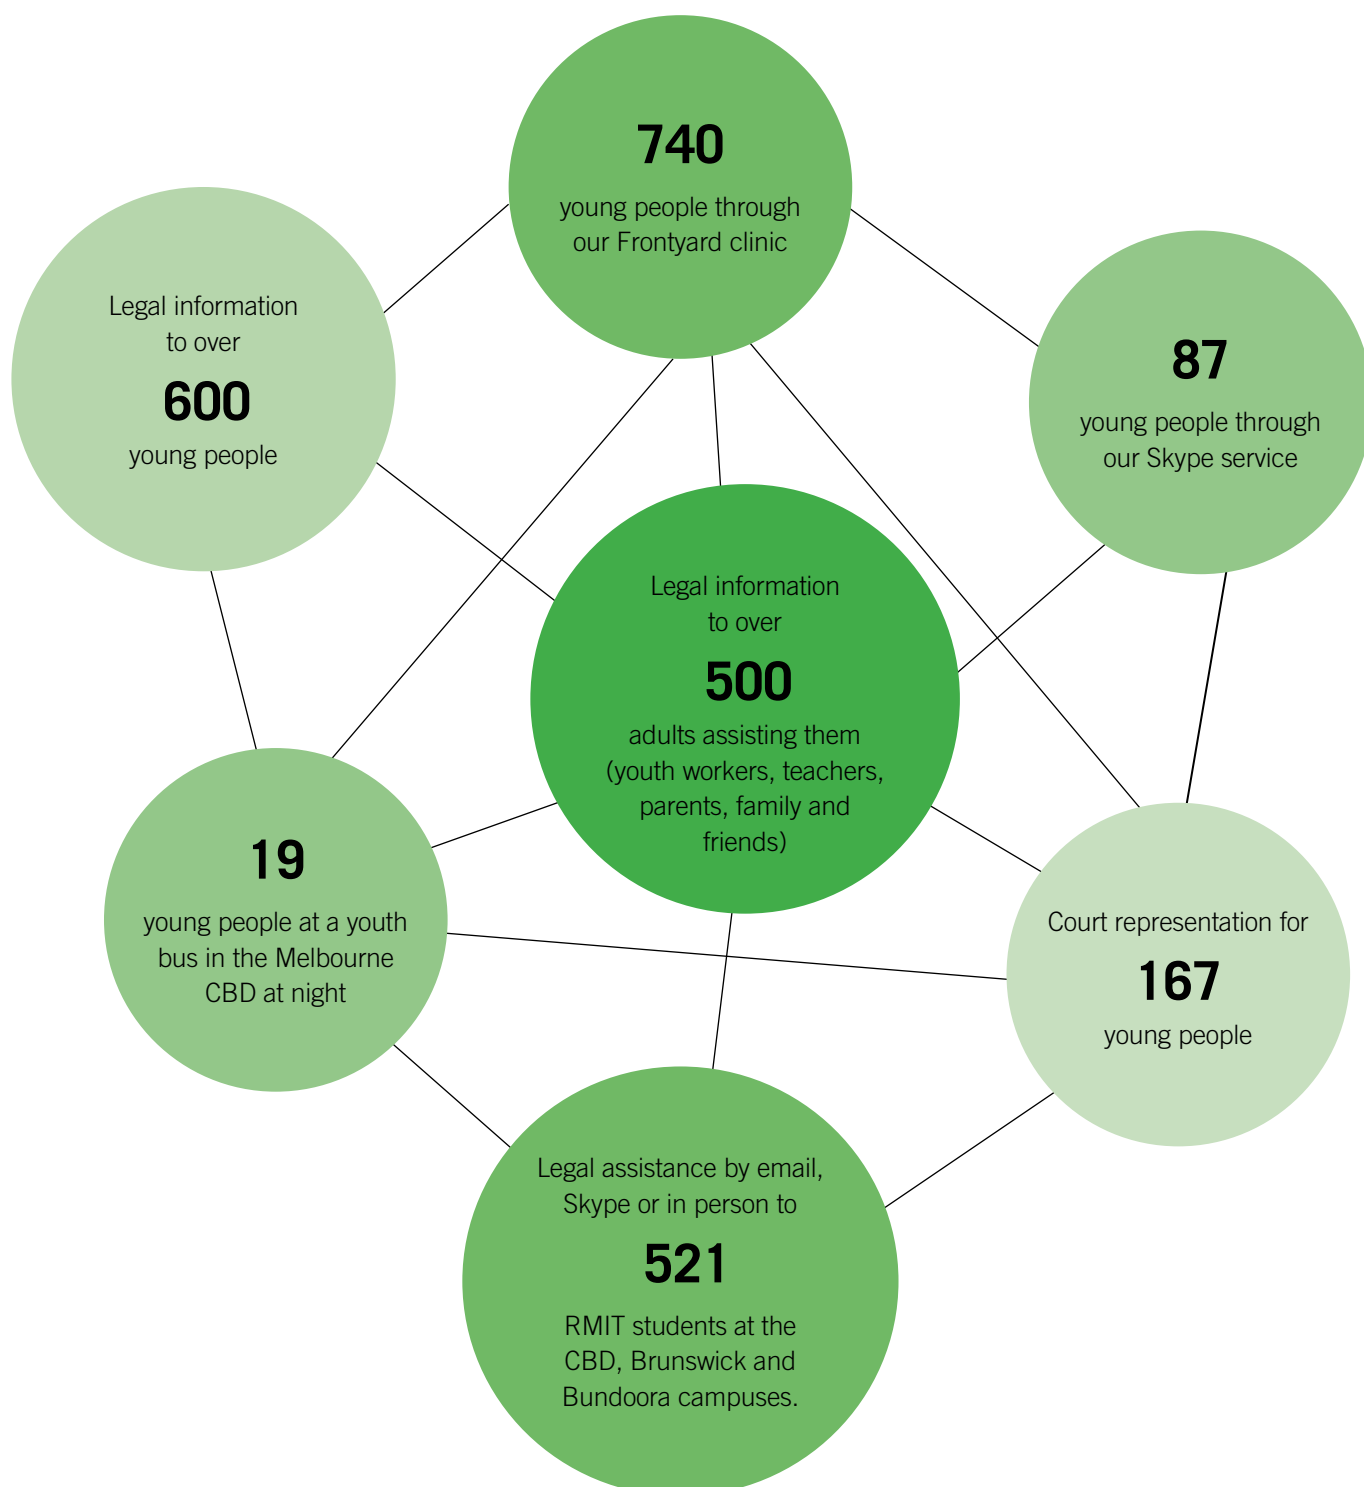 740
young people through
our Frontyard clinic
Legal information
to over
600
young people
87
young people through
our Skype service
Legal information
to over
500
adults assisting them
(youth workers, teachers,
parents, family and
friends)
19
young people at a youth
bus in the Melbourne
CBD at night
Court representation for
167
young people
Legal assistance by email,
Skype or in person to
521
RMIT students at the
CBD, Brunswick and
Bundoora campuses.